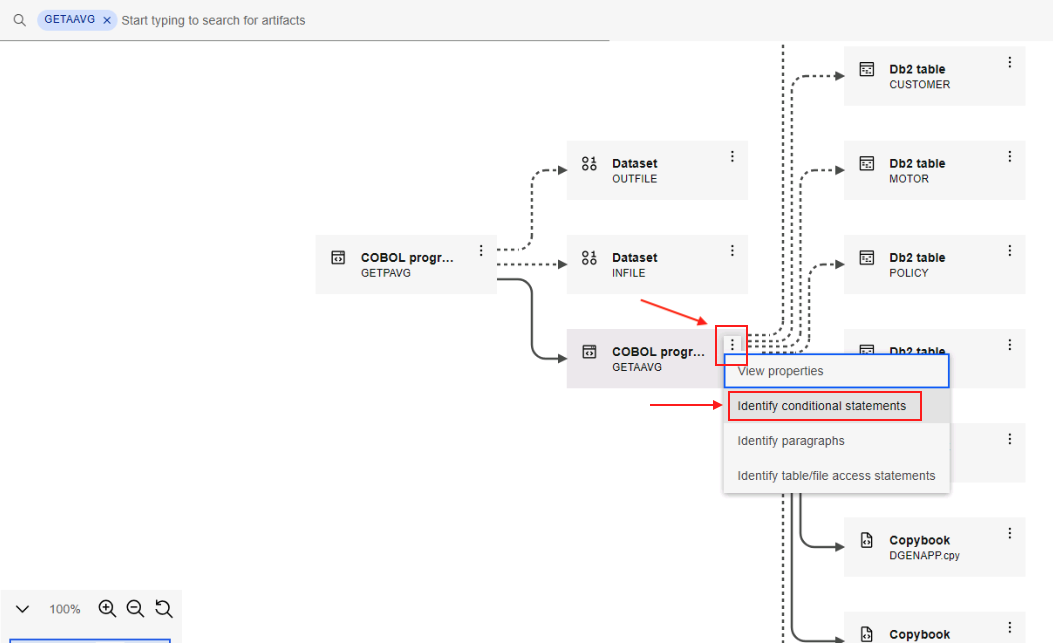 GETAAVG × Start typing to search for artifacts
Db2 table
CUSTOMER
Dataset
OUTFILE
Db2 table
MOTOR
COBOL progr...
GETPAVG
Dataset
INFILE
Db2 table
POLICY
COBOL progr...
GETAAVG
Db2 table
View properties
Identify conditional statements
Identify paragraphs
Identify table/file access statements
Copybook
DGENAPP.cpy
100%
Copybook